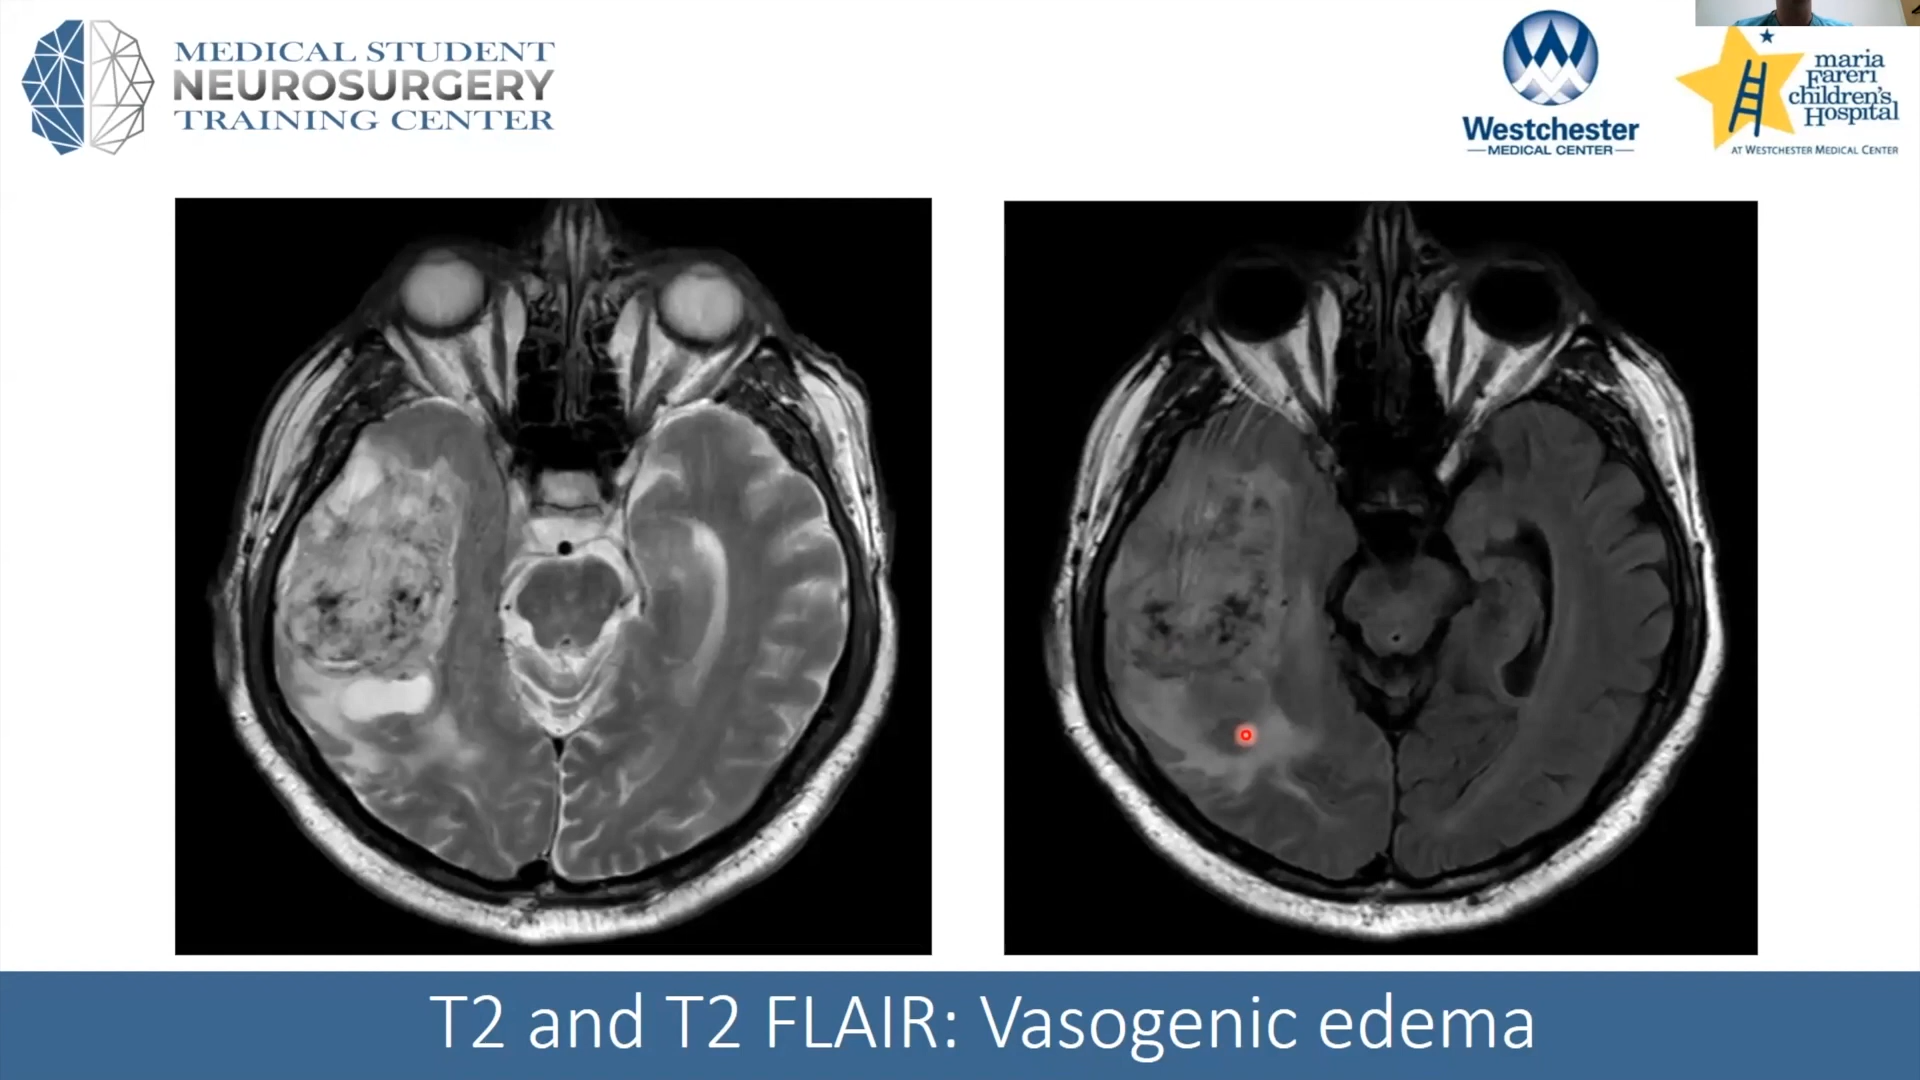 MEDICAL STUDENT
NEUROSURGERY
TRAINING CENTER
Westchester
MEDICAL CENTER
maria
Fareri
children's
Hospital
AT WESTCHESTER MEDICAL CENTER
T2 and T2 FLAIR: Vasogenic edema